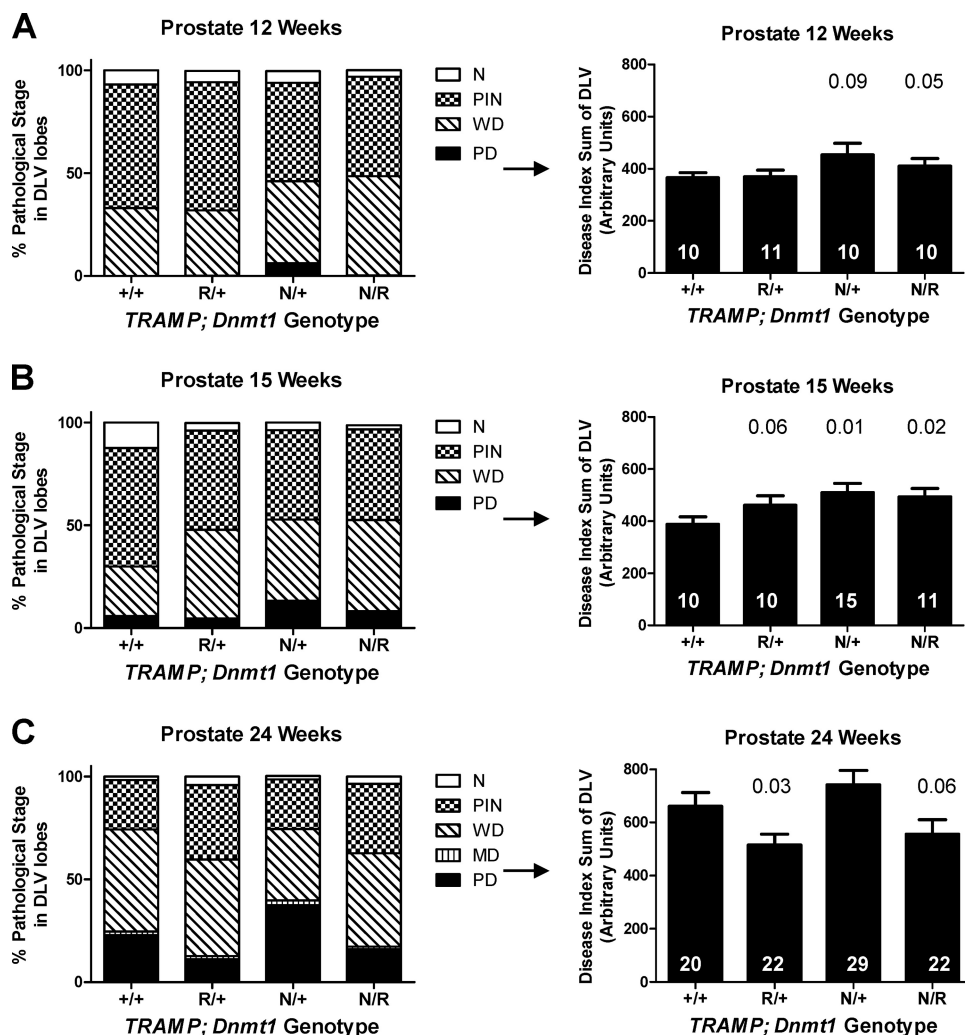 A
Prostate 12 Weeks
% Pathological Stage
in DLV lobes
100
50
0
+/+ R/+ N/+ N/R
TRAMP; Dnmt1 Genotype
N
PIN
WD
PD
Prostate 12 Weeks
Disease Index Sum of DLV
(Arbitrary Units)
800
600
400
200
0
0.09 0.05
10 11 10 10
+/+ R/+ N/+ N/R
TRAMP; Dnmt1 Genotype
B
Prostate 15 Weeks
% Pathological Stage
in DLV lobes
100
50
0
+/+ R/+ N/+ N/R
TRAMP; Dnmt1 Genotype
N
PIN
WD
PD
Prostate 15 Weeks
Disease Index Sum of DLV
(Arbitrary Units)
800
600
400
200
0
0.06 0.01 0.02
10 10 15 11
+/+ R/+ N/+ N/R
TRAMP; Dnmt1 Genotype
C
Prostate 24 Weeks
% Pathological Stage
in DLV lobes
100
50
0
+/+ R/+ N/+ N/R
TRAMP; Dnmt1 Genotype
N
PIN
WD
MD
PD
Prostate 24 Weeks
Disease Index Sum of DLV
(Arbitrary Units)
800
600
400
200
0
0.03 0.06
20 22 29 22
+/+ R/+ N/+ N/R
TRAMP; Dnmt1 Genotype